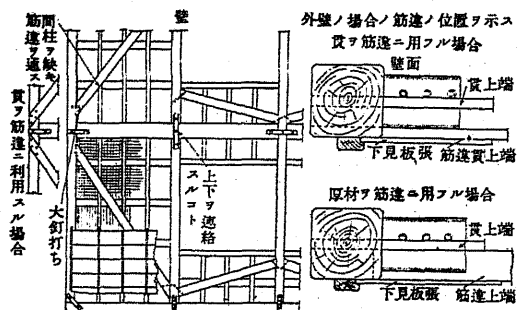 壁
間柱ヲ缺キ
筋違ヲ通ス
貫ヲ筋違ニ利用スル場合
大釘打ち
上下ヲ連絡
スルコト
外壁ノ場合ノ筋違ノ位置ヲ示ス
貫ヲ筋違ニ用フル場合
壁面
貫上端
下見板張
筋違貫上端
厚材ヲ筋違ニ用フル場合
貫上端
下見板張
筋違上端